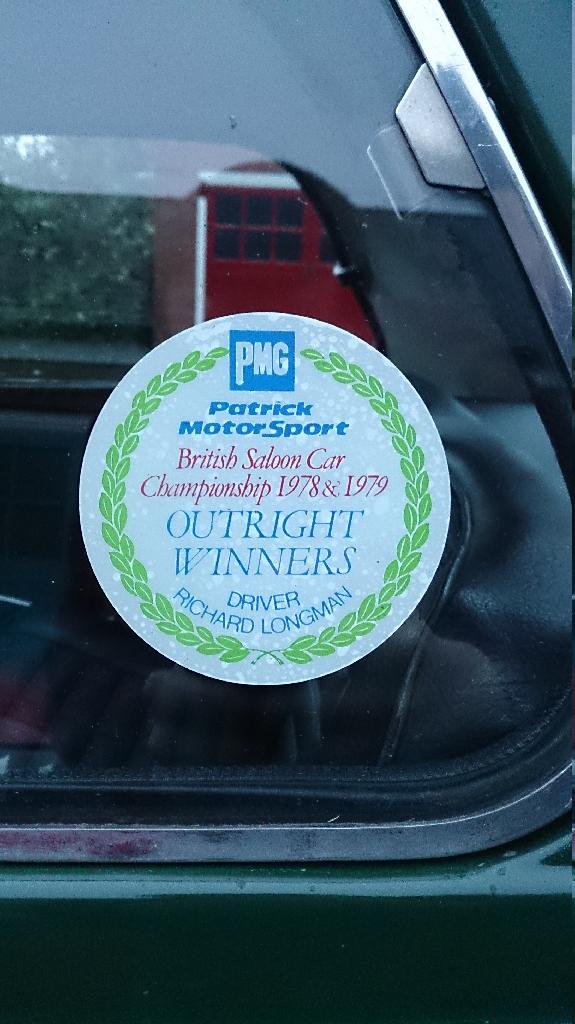 PMG
Patrick
MotorSport
British Saloon Car
Championship 1978 & 1979
OUTRIGHT
WINNERS
DRIVER
RICHARD LONGMAN